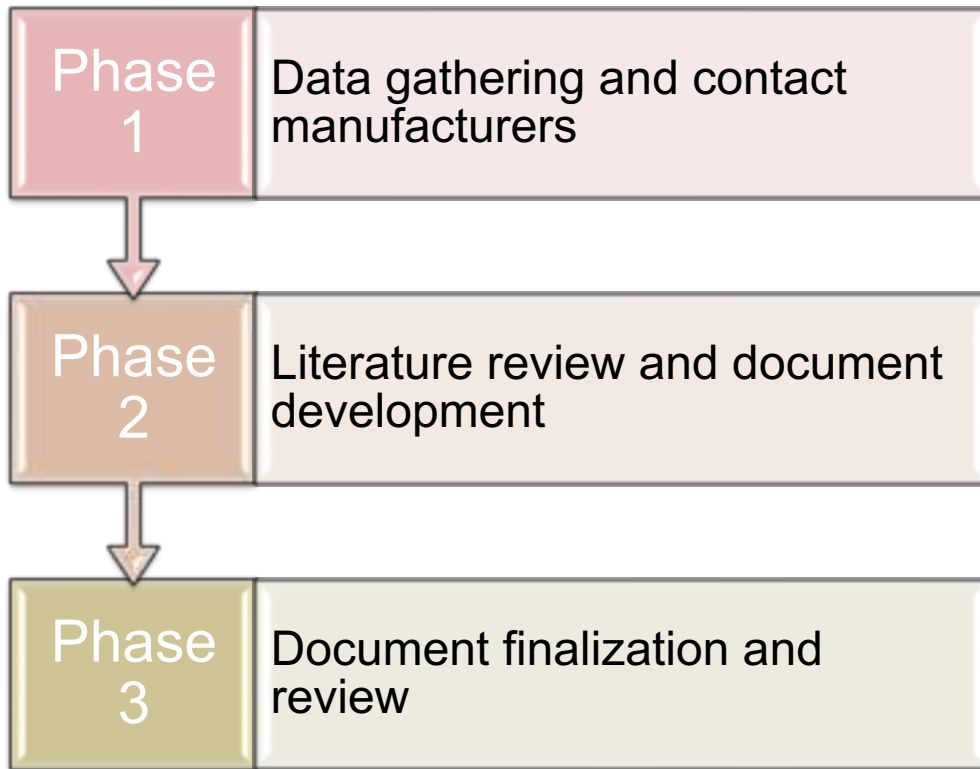 Phase
1
Data gathering and contact
manufacturers
Phase
2
Literature review and document
development
Phase
3
Document finalization and
review